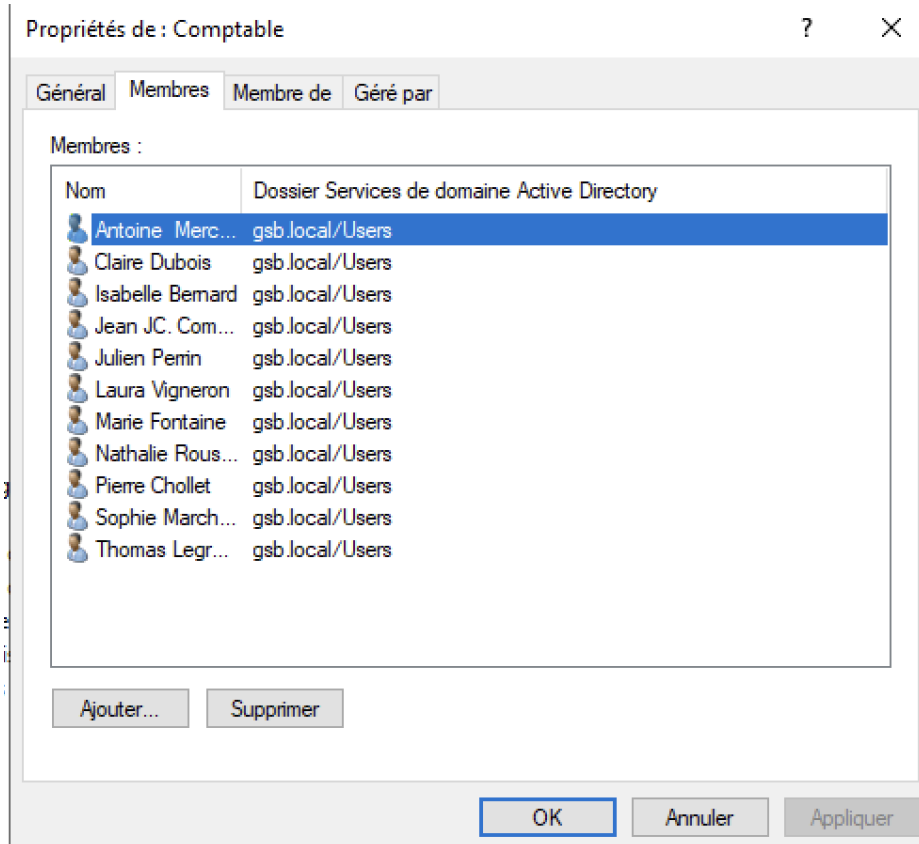 Propriétés de : Comptable ? ×
Général Membres Membre de Géré par
Membres :
Nom Dossier Services de domaine Active Directory
Antoine Merc... gsb.local/Users
Claire Dubois gsb.local/Users
Isabelle Bernard gsb.local/Users
Jean JC. Com... gsb.local/Users
Julien Perrin gsb.local/Users
Laura Vigneron gsb.local/Users
Marie Fontaine gsb.local/Users
Nathalie Rous... gsb.local/Users
Pierre Chollet gsb.local/Users
Sophie March... gsb.local/Users
Thomas Legr... gsb.local/Users
Ajouter... Supprimer
OK Annuler Appliquer